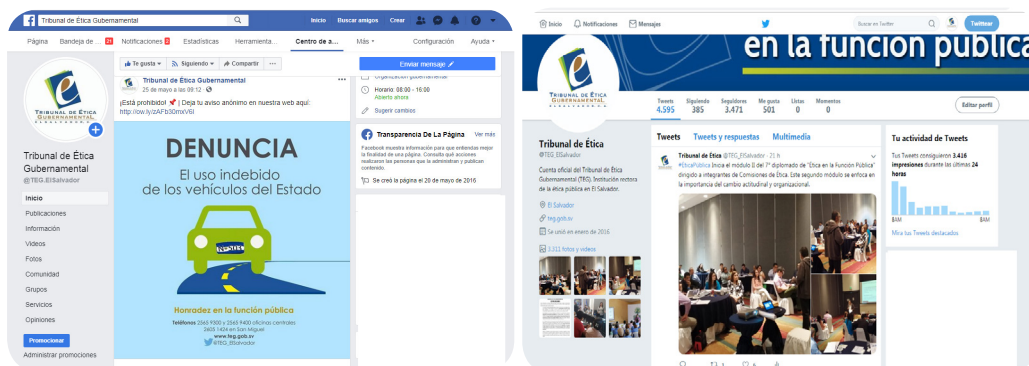 Tribunal de Ética Gubernamental
Inicio
Buscar amigos
Crear
Página
Bandeja de ...
21
Notificaciones
2
Estadísticas
Herramienta...
Centro de a...
Más
Configuración
Ayuda
Te gusta
Siguiendo
Compartir
Enviar mensaje
TRIBUNAL DE ÉTICA
GUBERNAMENTAL
Tribunal de Ética
Gubernamental
@TEG.ElSalvador
Inicio
Publicaciones
Información
Videos
Fotos
Comunidad
Grupos
Servicios
Opiniones
Promocionar
Administrar promociones
Tribunal de Ética Gubernamental
25 de mayo a las 09:12
¡Está prohibido! | Deja tu aviso anónimo en nuestra web aquí:
http://ow.ly/zAFb30mxV6I
DENUNCIA
El uso indebido
de los vehículos del Estado
N-5LO3
Honradez en la función pública
Teléfonos 2565 9300 y 2565 9400 oficinas centrales
2605 1424 en San Miguel
www.teg.gob.sv
@TEG_ElSalvador
Organización gubernamental
Horario: 08:00 - 16:00
Abierto ahora
Sugerir cambios
Transparencia De La Página
Ver más
Facebook muestra información para que entiendas mejor
la finalidad de una página. Consulta qué acciones
realizaron las personas que la administran y publican
contenido.
Se creó la página el 20 de mayo de 2016
Inicio
Notificaciones
Mensajes
Buscar en Twitter
Twittear
en la función pública
TRIBUNAL DE ÉTICA
GUBERNAMENTAL
Tweets
4.595
Siguiendo
385
Seguidores
3.471
Me gusta
501
Listas
0
Momentos
0
Editar perfil
Tribunal de Ética
@TEG_ElSalvador
Cuenta oficial del Tribunal de Ética
Gubernamental (TEG). Institución rectora
de la ética pública en El Salvador.
El Salvador
teg.gob.sv
Se unió en enero de 2016
3.211 fotos y videos
Tweets
Tweets y respuestas
Multimedia
Tribunal de Ética @TEG_ElSalvador · 21 h
#EticaPublica Inicia el módulo II del 7° diplomado de "Ética en la Función Pública"
dirigido a integrantes de Comisiones de Ética. Este segundo módulo se enfoca en
la importancia del cambio actitudinal y organizacional.
Tu actividad de Tweets
Tus Tweets consiguieron 3.416
impresiones durante las últimas 24
horas
8AM
8AM
Mira tus Tweets destacados